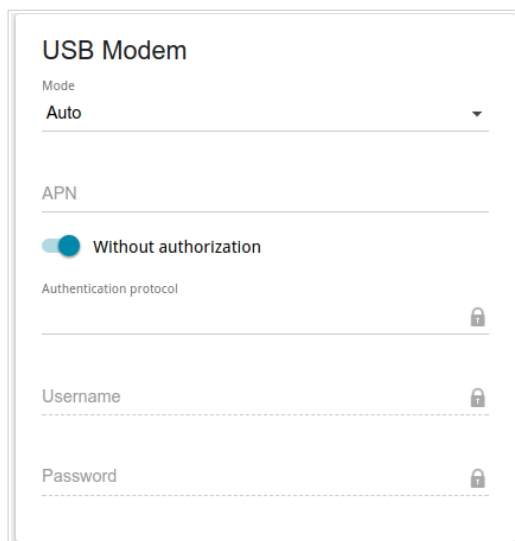 USB Modem
Mode
Auto
APN
Without authorization
Authentication protocol
Username
Password